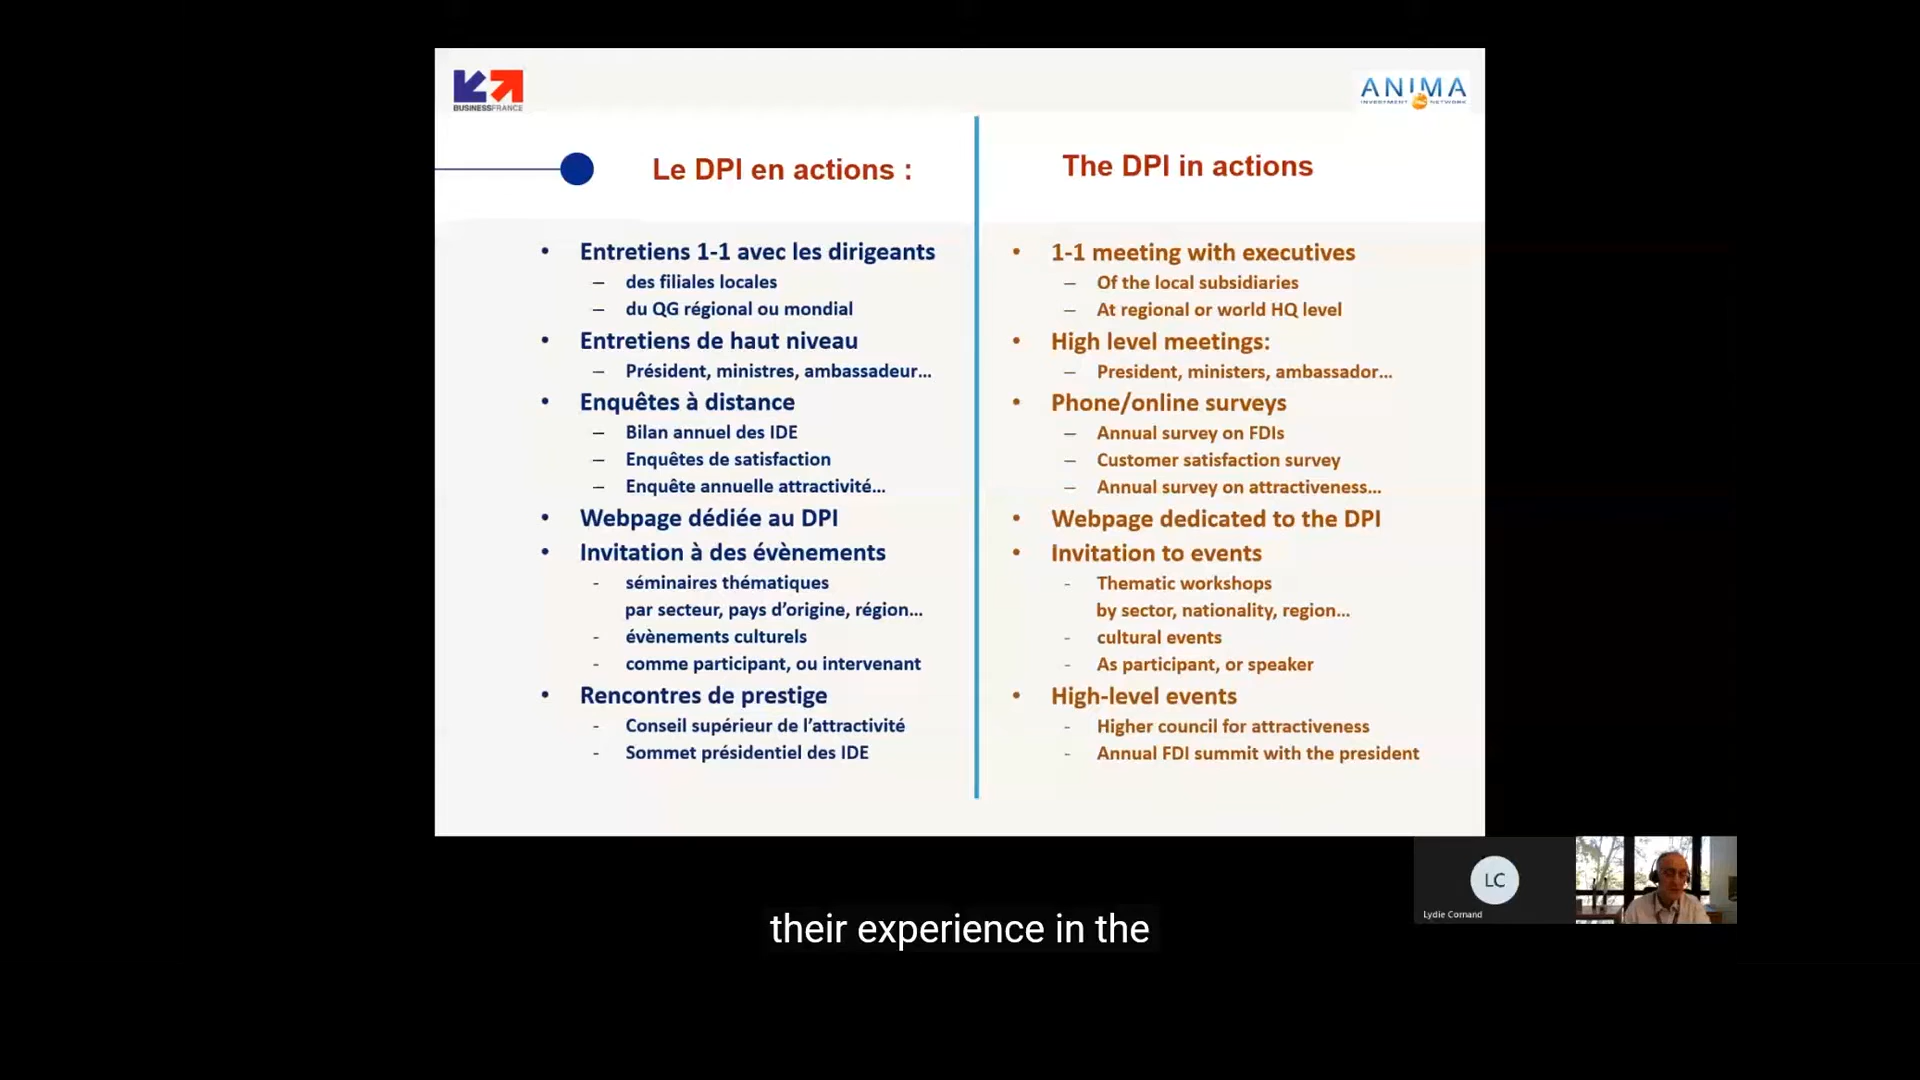 BUSINESSFRANCE
ANIMA
INVESTMENT NETWORK
Le DPI en actions :
• Entretiens 1-1 avec les dirigeants
– des filiales locales
– du QG régional ou mondial
• Entretiens de haut niveau
– Président, ministres, ambassadeur...
• Enquêtes à distance
– Bilan annuel des IDE
– Enquêtes de satisfaction
– Enquête annuelle attractivité...
• Webpage dédiée au DPI
• Invitation à des évènements
- séminaires thématiques
par secteur, pays d’origine, région...
- évènements culturels
- comme participant, ou intervenant
• Rencontres de prestige
- Conseil supérieur de l’attractivité
- Sommet présidentiel des IDE
The DPI in actions
• 1-1 meeting with executives
– Of the local subsidiaries
– At regional or world HQ level
• High level meetings:
– President, ministers, ambassador...
• Phone/online surveys
– Annual survey on FDIs
– Customer satisfaction survey
– Annual survey on attractiveness...
• Webpage dedicated to the DPI
• Invitation to events
- Thematic workshops
by sector, nationality, region...
- cultural events
- As participant, or speaker
• High-level events
- Higher council for attractiveness
- Annual FDI summit with the president
LC
Lydie Comand
their experience in the